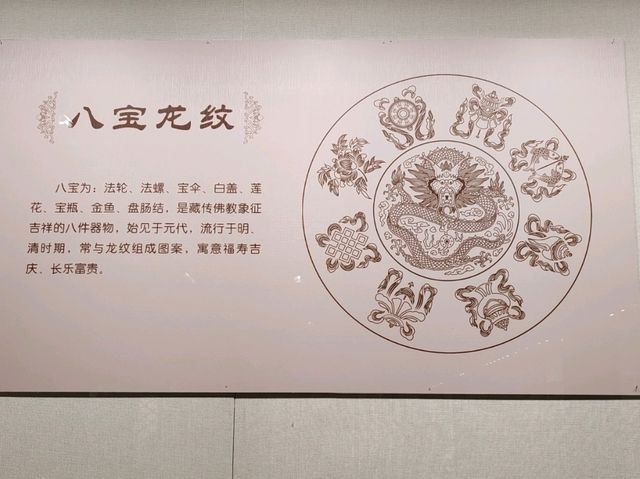 八宝龙纹
八宝为：法轮、法螺、宝伞、白盖、莲
花、宝瓶、金鱼、盘肠结，是藏传佛教象征
吉祥的八件器物，始见于元代，流行于明、
清时期，常与龙纹组成图案，寓意福寿吉
庆、长乐富贵。